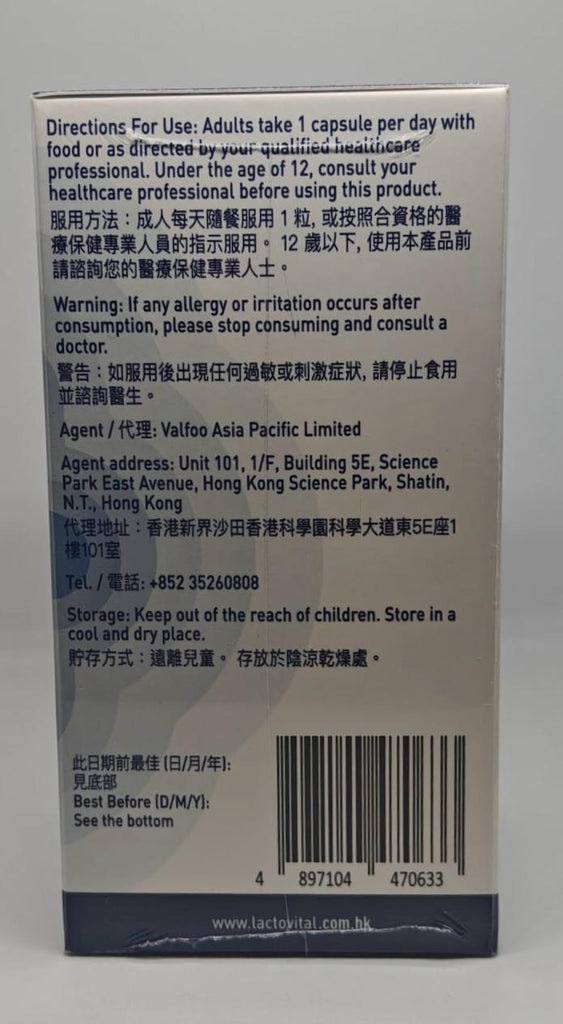 Directions For Use: Adults take 1 capsule per day with
food or as directed by your qualified healthcare
professional. Under the age of 12, consult your
healthcare professional before using this product.
服用方法：成人每天隨餐服用 1 粒, 或按照合資格的醫
療保健專業人員的指示服用。 12 歲以下, 使用本產品前
請諮詢您的醫療保健專業人士。
Warning: If any allergy or irritation occurs after
consumption, please stop consuming and consult a
doctor.
警告：如服用後出現任何過敏或刺激症狀, 請停止食用
並諮詢醫生。
Agent / 代理: Valfoo Asia Pacific Limited
Agent address: Unit 101, 1/F, Building 5E, Science
Park East Avenue, Hong Kong Science Park, Shatin,
N.T., Hong Kong
代理地址：香港新界沙田香港科學園科學大道東5E座1
樓101室
Tel. / 電話: +852 35260808
Storage: Keep out of the reach of children. Store in a
cool and dry place.
貯存方式：遠離兒童。 存放於陰涼乾燥處。
此日期前最佳 (日/月/年):
見底部
Best Before (D/M/Y):
See the bottom
4 897104 470633
www.lactovital.com.hk